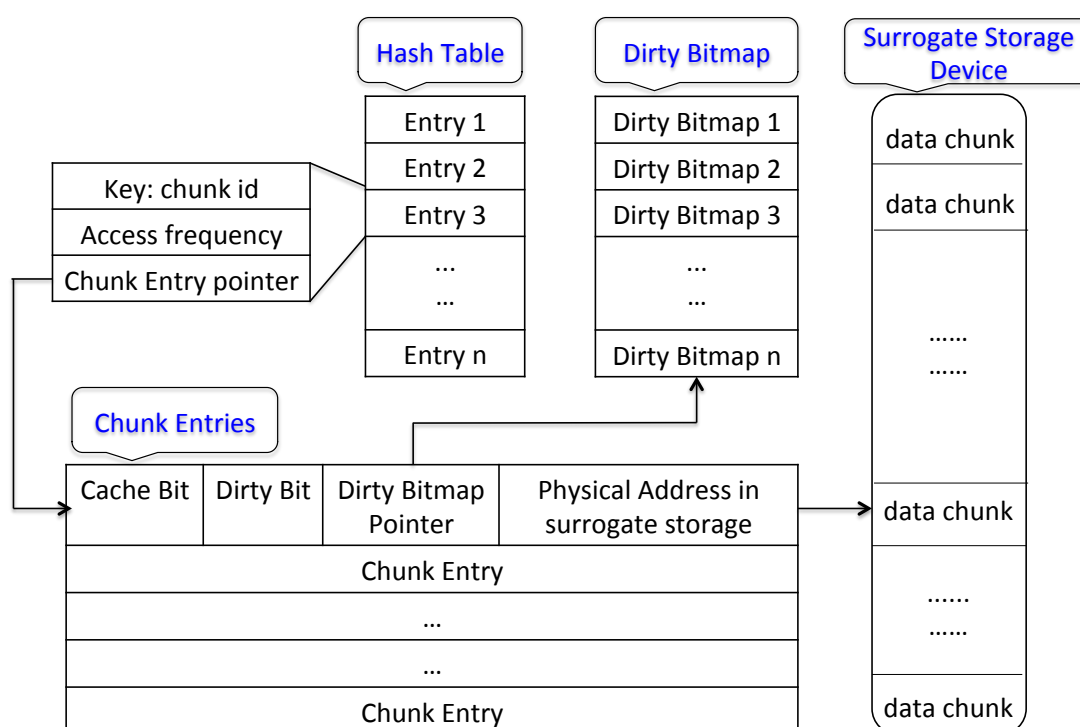 Hash Table
Dirty Bitmap
Surrogate Storage
Device
Entry 1
Entry 2
Entry 3
...
...
Entry n
Key: chunk id
Access frequency
Chunk Entry pointer
Dirty Bitmap 1
Dirty Bitmap 2
Dirty Bitmap 3
...
...
Dirty Bitmap n
data chunk
data chunk
......
......
data chunk
......
......
data chunk
Chunk Entries
Cache Bit
Dirty Bit
Dirty Bitmap
Pointer
Physical Address in
surrogate storage
Chunk Entry
...
...
Chunk Entry